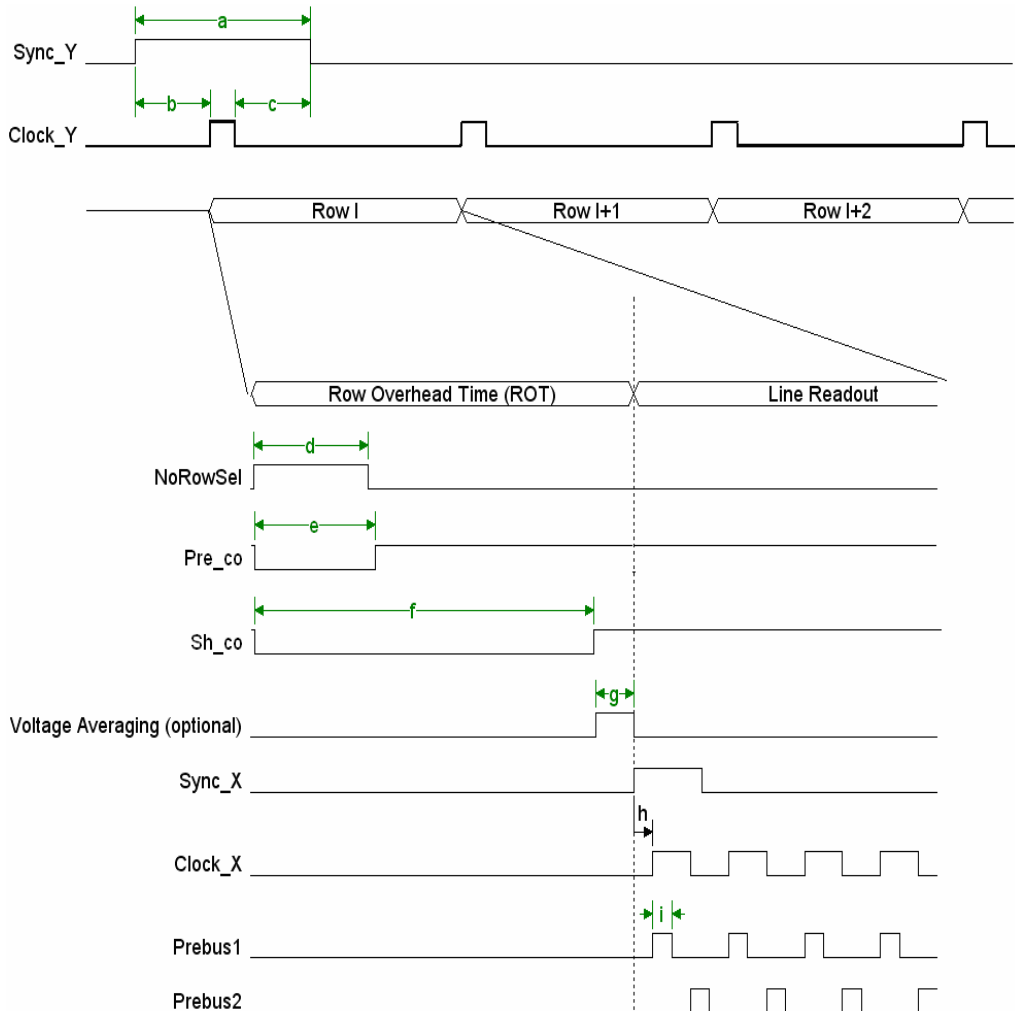 a
Sync_Y
b c
Clock_Y
Row l Row l+1 Row l+2
Row Overhead Time (ROT) Line Readout
d
NoRowSel
e
Pre_co
f
Sh_co
g
Voltage Averaging (optional)
Sync_X
h
Clock_X
i
Prebus1
Prebus2